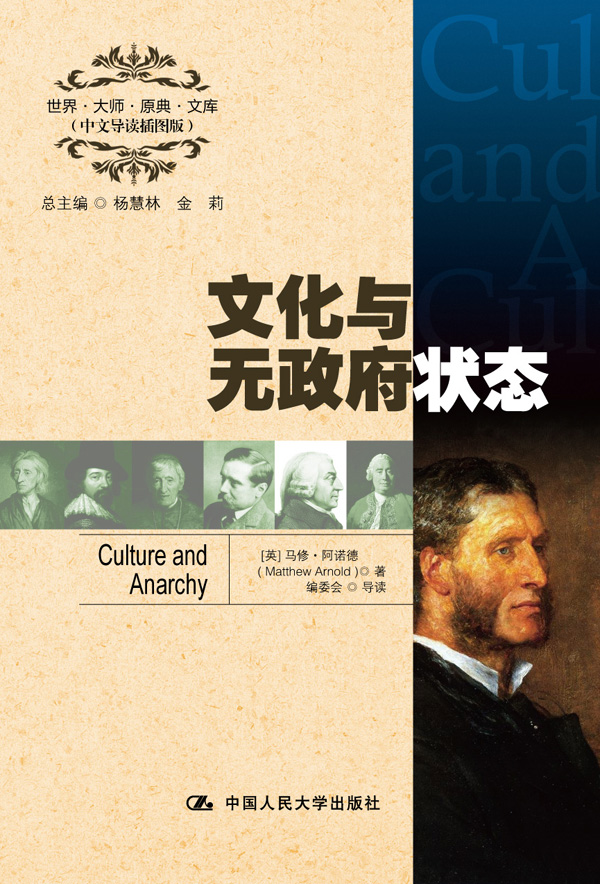 世界·大师·原典·文库
（中文导读插图版）
总主编 ◎ 杨慧林 金 莉
Cul
and
A
Cul
文化与
无政府状态
Culture and
Anarchy
[英] 马修·阿诺德
( Matthew Arnold )◎ 著
编委会 ◎ 导读
中国人民大学出版社